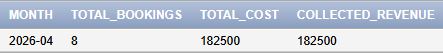 MONTH TOTAL_BOOKINGS TOTAL_COST COLLECTED_REVENUE
2026-04 8 182500 182500